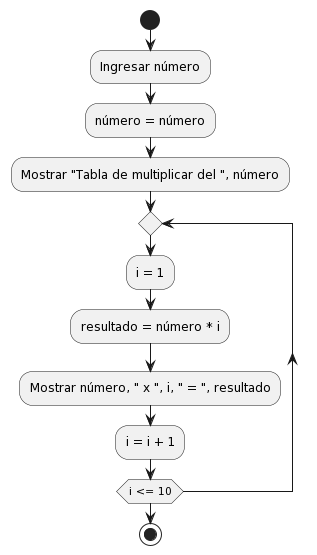 Ingresar número
número = número
Mostrar "Tabla de multiplicar del ", número
i = 1
resultado = número * i
Mostrar número, " x ", i, " = ", resultado
i = i + 1
i <= 10